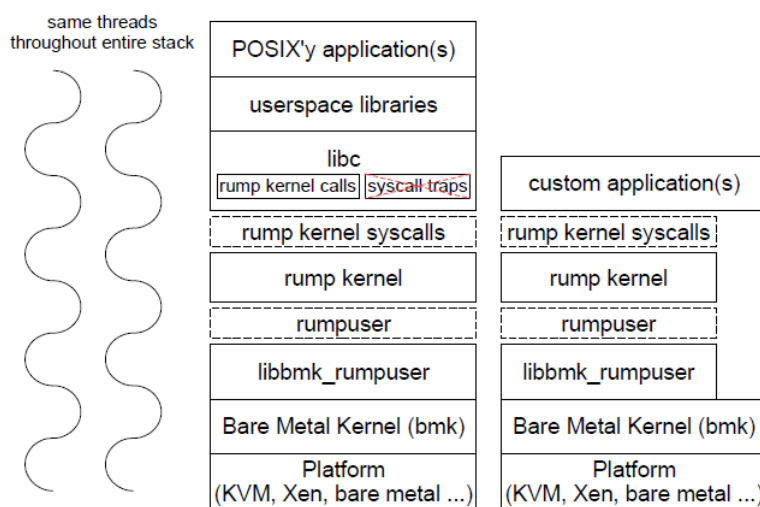 same threads
throughout entire stack
POSIX'y application(s)
userspace libraries
libc
rump kernel calls
syscall traps
rump kernel syscalls
rump kernel
rumpuser
libbmk_rumpuser
Bare Metal Kernel (bmk)
Platform
(KVM, Xen, bare metal ...)
custom application(s)
rump kernel syscalls
rump kernel
rumpuser
libbmk_rumpuser
Bare Metal Kernel (bmk)
Platform
(KVM, Xen, bare metal ...)